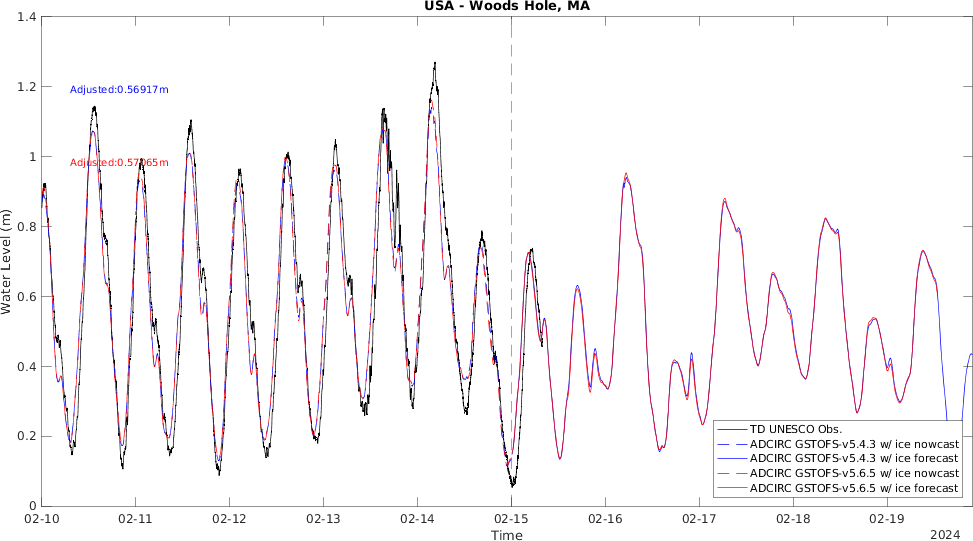 USA - Woods Hole, MA
1.4
1.2
1
0.8
0.6
0.4
0.2
0
Water Level (m)
Adjusted:0.56917m
Adjusted:0.57065m
TD UNESCO Obs.
ADCIRC GSTOFS-v5.4.3 w/ ice nowcast
ADCIRC GSTOFS-v5.4.3 w/ ice forecast
ADCIRC GSTOFS-v5.6.5 w/ ice nowcast
ADCIRC GSTOFS-v5.6.5 w/ ice forecast
02-10 02-11 02-12 02-13 02-14 02-15 02-16 02-17 02-18 02-19
Time
2024